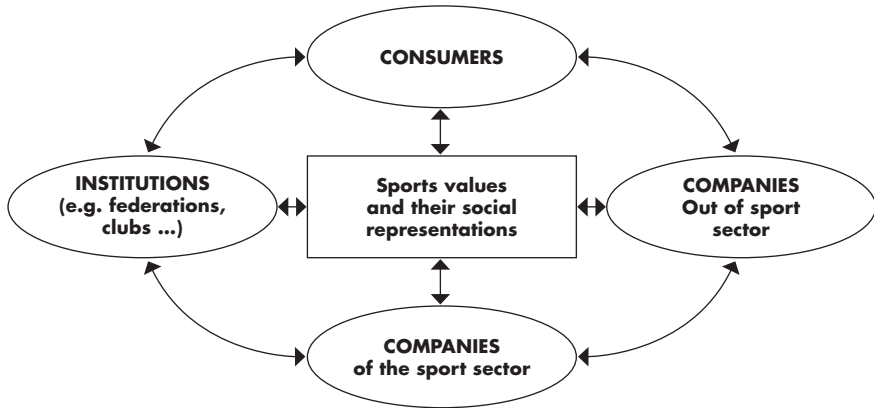 CONSUMERS
INSTITUTIONS
(e.g. federations,
clubs ...)
Sports values
and their social
representations
COMPANIES
Out of sport
sector
COMPANIES
of the sport sector